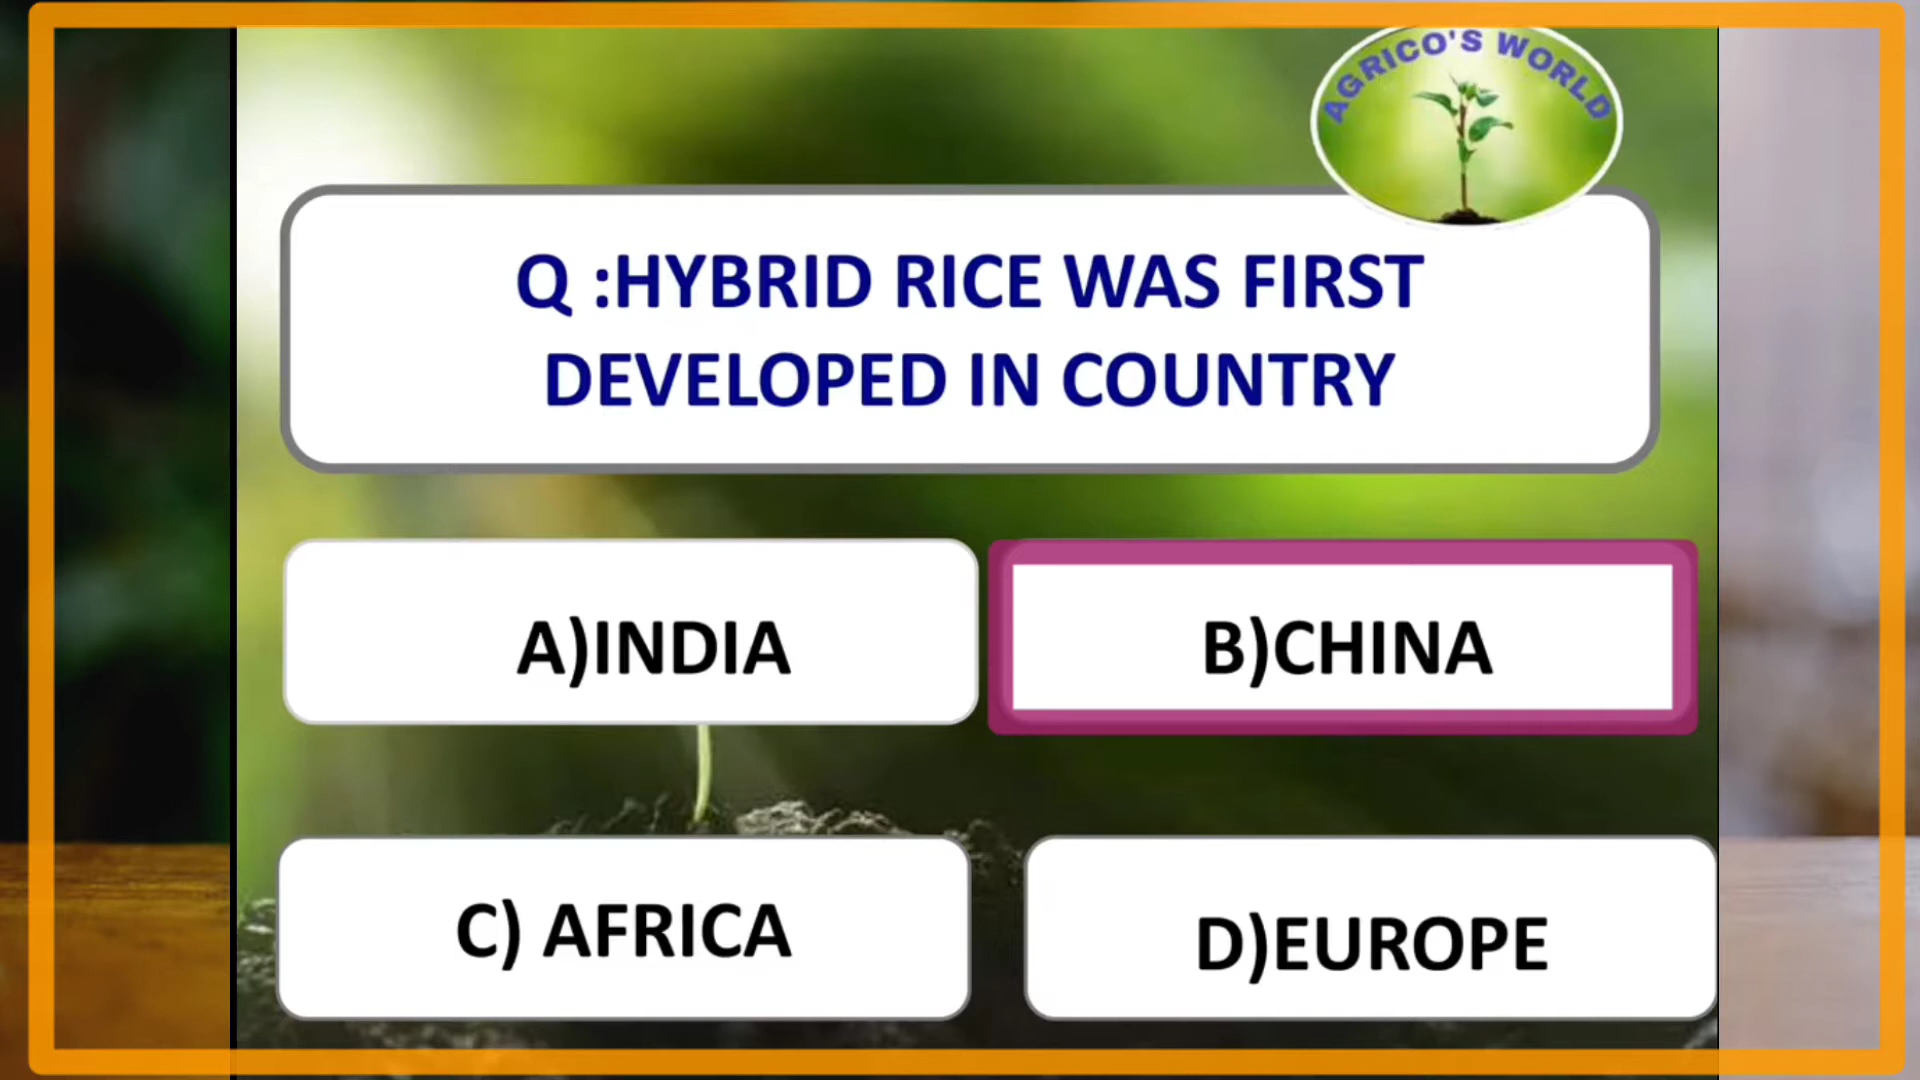 AGRICO'S WORLD
Q :HYBRID RICE WAS FIRST
DEVELOPED IN COUNTRY
A)INDIA
B)CHINA
C) AFRICA
D)EUROPE